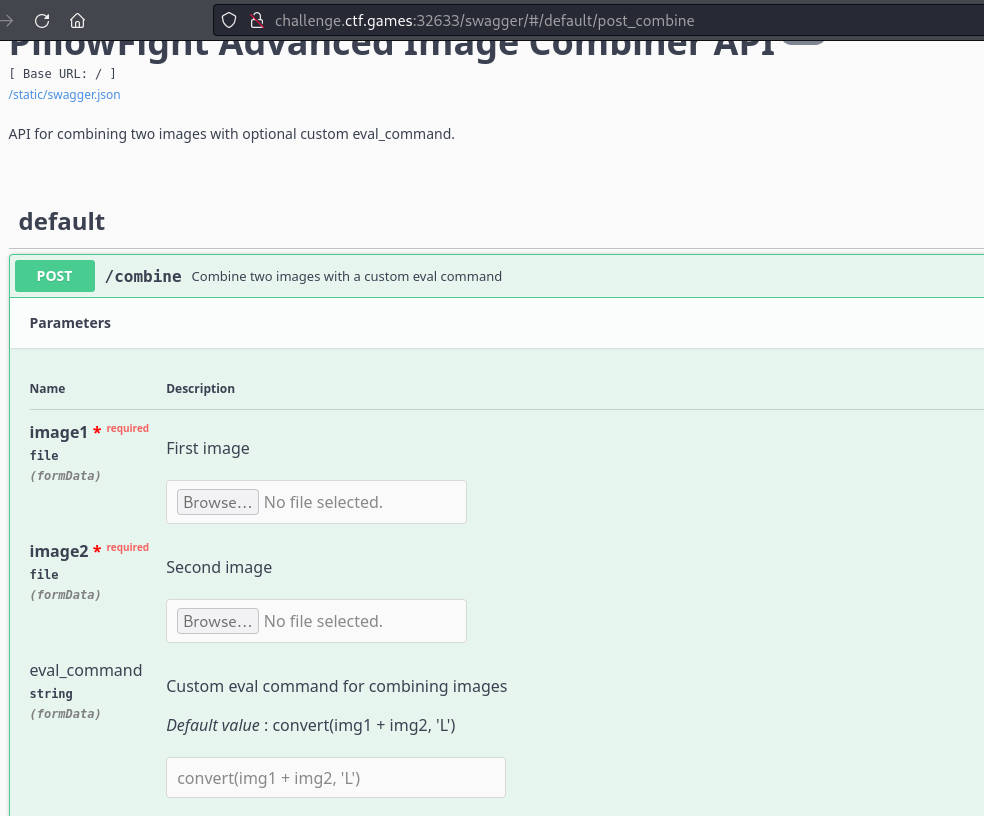 challenge.ctf.games:32633/swagger/#/default/post_combine
PillowFight Advanced Image Combiner API
[ Base URL: / ]
/static/swagger.json
API for combining two images with optional custom eval_command.
default
POST /combine Combine two images with a custom eval command
Parameters
Name Description
image1 * required
file
(formData)
First image
Browse... No file selected.
image2 * required
file
(formData)
Second image
Browse... No file selected.
eval_command
string
(formData)
Custom eval command for combining images
Default value : convert(img1 + img2, 'L')
convert(img1 + img2, 'L')